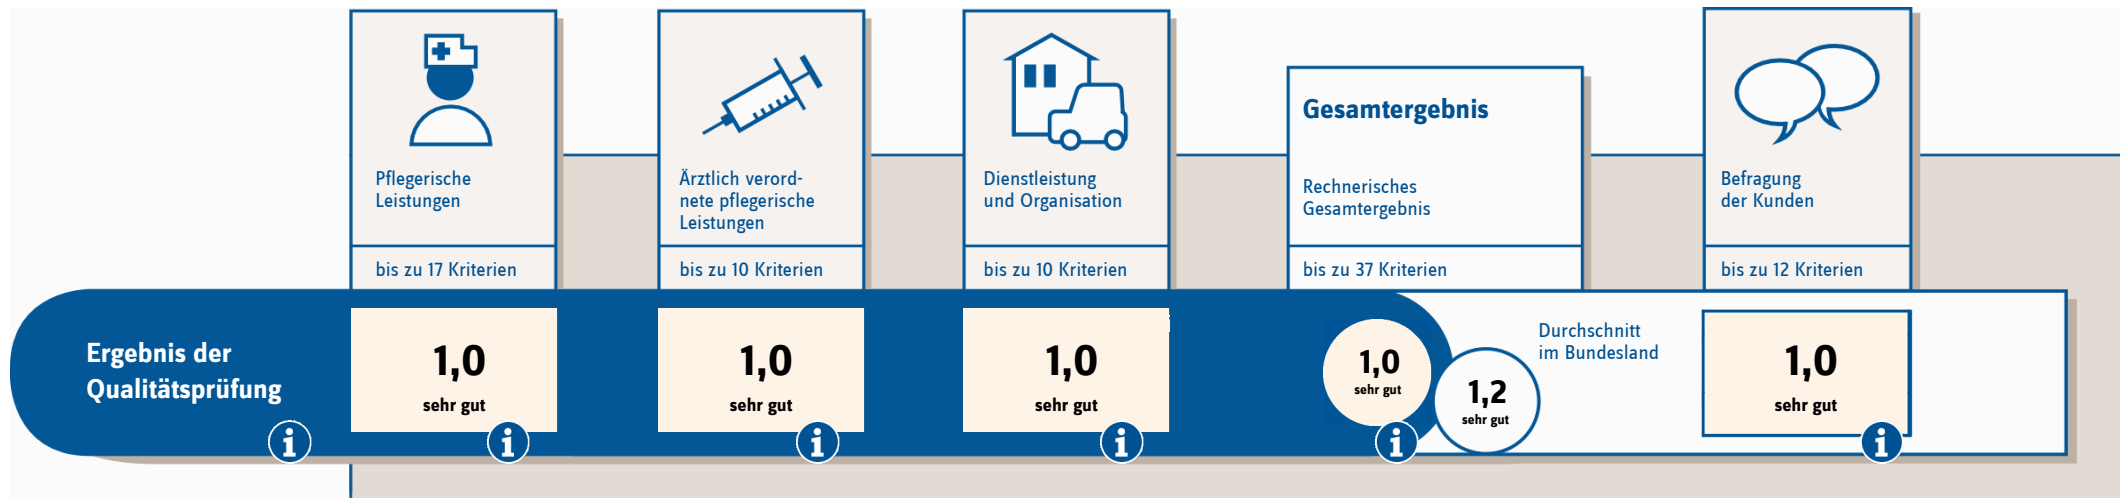 Pflegerische
Leistungen
bis zu 17 Kriterien
Ärztlich verord-
nete pflegerische
Leistungen
bis zu 10 Kriterien
Dienstleistung
und Organisation
bis zu 10 Kriterien
Gesamtergebnis
Rechnerisches
Gesamtergebnis
bis zu 37 Kriterien
Befragung
der Kunden
bis zu 12 Kriterien
Ergebnis der
Qualitätsprüfung
i
1,0
sehr gut
i
1,0
sehr gut
i
1,0
sehr gut
i
1,0
sehr gut
i
1,2
sehr gut
Durchschnitt
im Bundesland
1,0
sehr gut
i